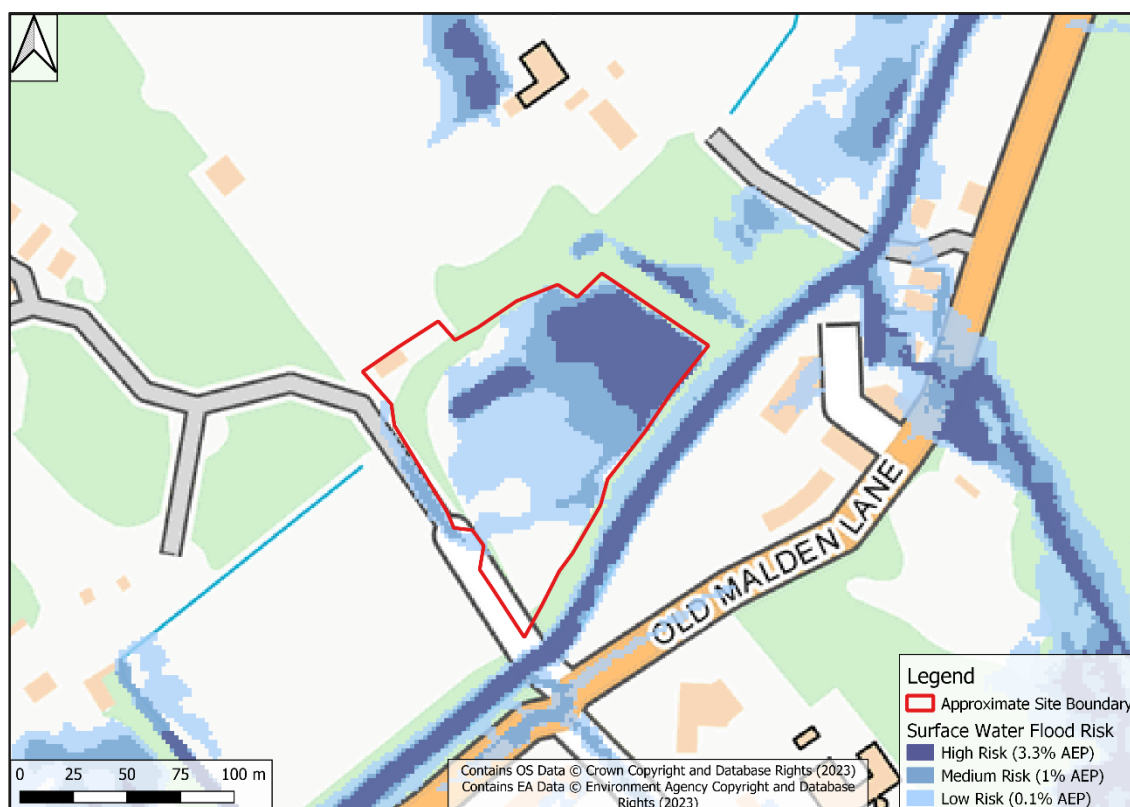 OLD MALDEN LANE
Legend
Approximate Site Boundary
Surface Water Flood Risk
High Risk (3.3% AEP)
Medium Risk (1% AEP)
Low Risk (0.1% AEP)
0 25 50 75 100 m
Contains OS Data © Crown Copyright and Database Rights (2023)
Contains EA Data © Environment Agency Copyright and Database
Rights (2023)